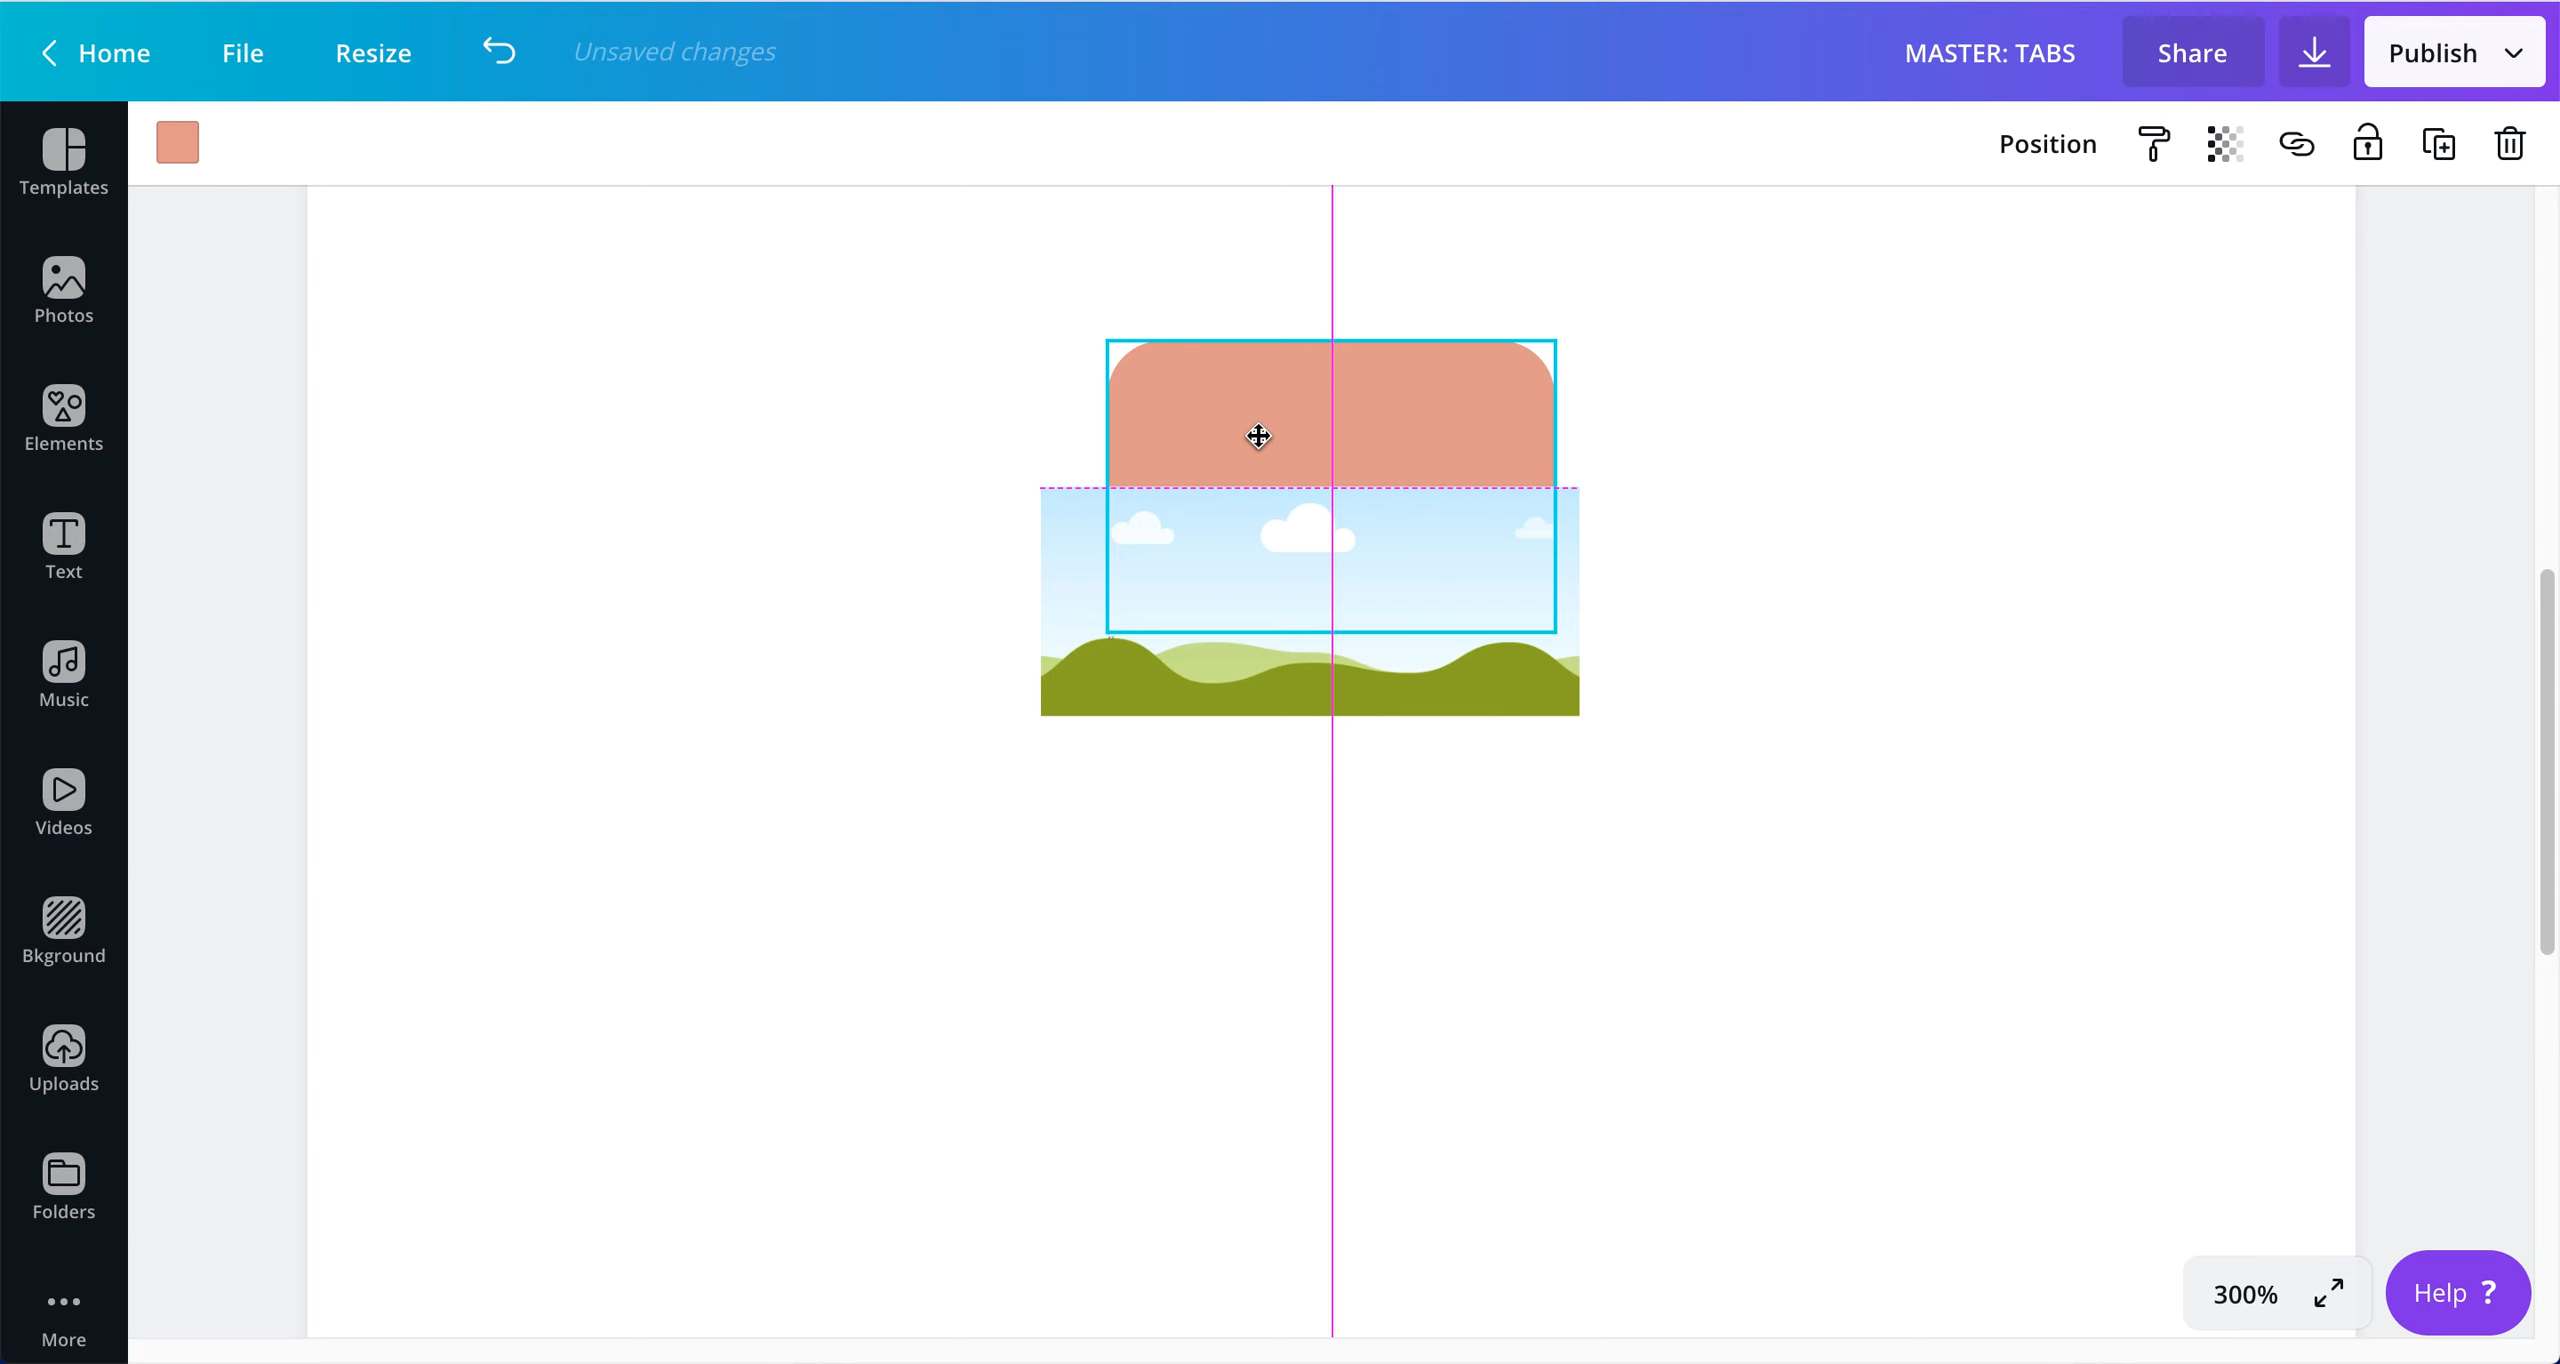 Home File Resize Unsaved changes MASTER: TABS Share Publish
Position
Templates
Photos
Elements
Text
Music
Videos
Bkground
Uploads
Folders
More
300% Help ?